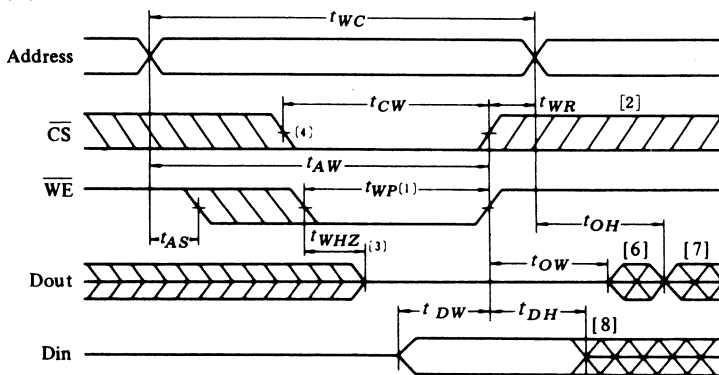 tWC
Address
tCW
tWR
[2]
CS
(4)
tAW
WE
tWP(1)
tAS
tWHZ
(3)
tOH
tOW
[6]
[7]
Dout
tDW
tDH
[8]
Din